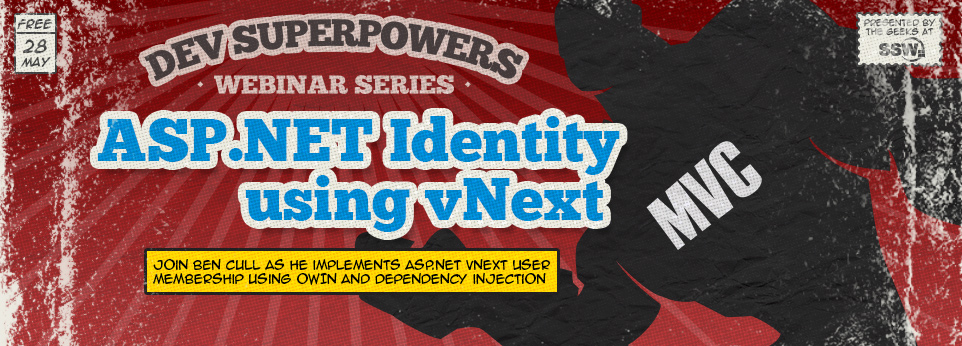 FREE
28
MAY
PRESENTED BY
THE GEEKS AT
SSW
DEV SUPERPOWERS
· WEBINAR SERIES ·
ASP.NET Identity
using vNext
MVC
JOIN BEN CULL AS HE IMPLEMENTS ASP.NET VNEXT USER
MEMBERSHIP USING OWIN AND DEPENDENCY INJECTION